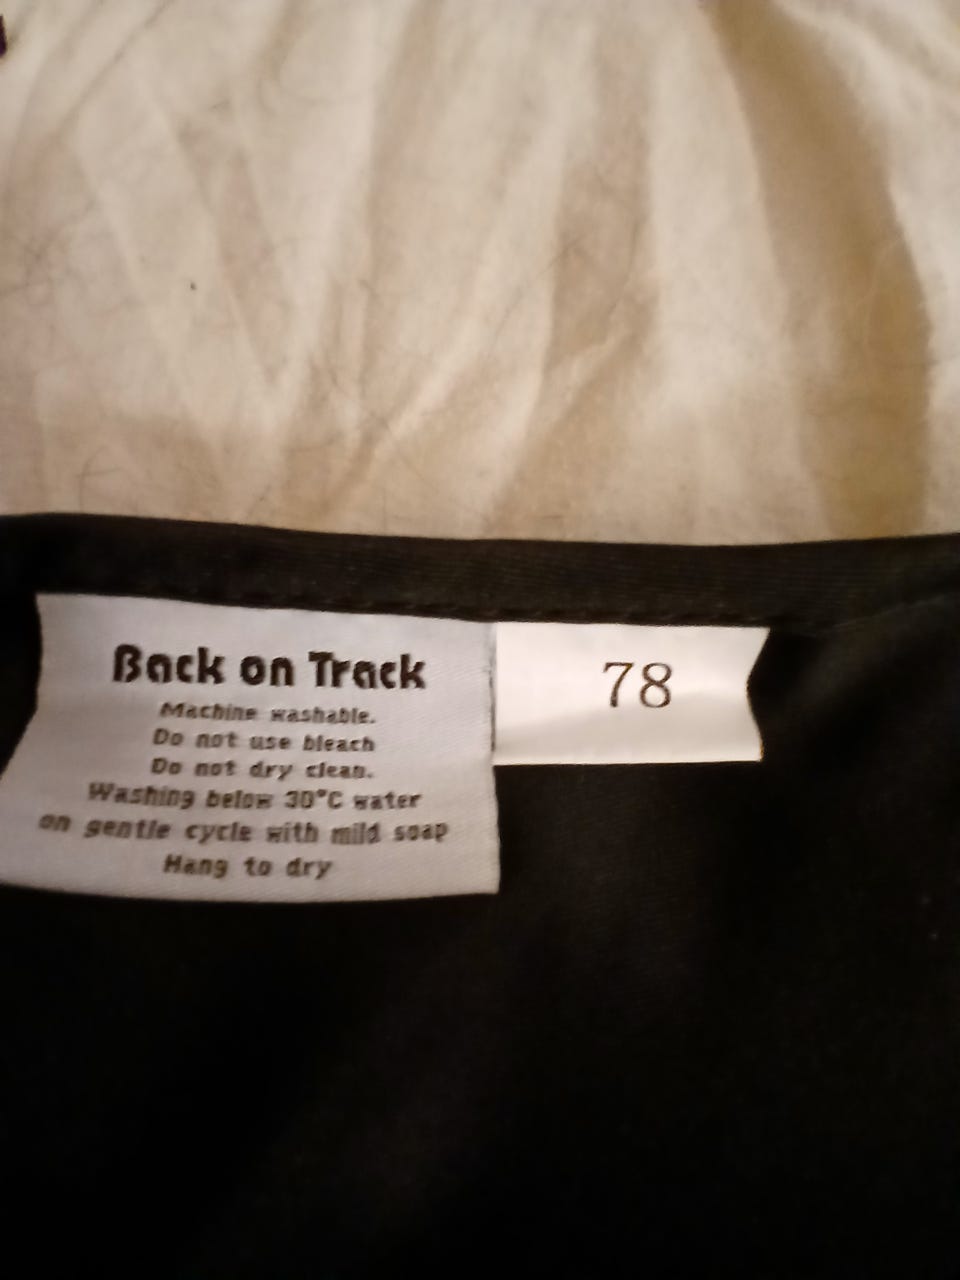 Back on Track
Machine washable.
Do not use bleach
Do not dry clean.
Washing below 30°C water
on gentle cycle with mild soap
Hang to dry
78